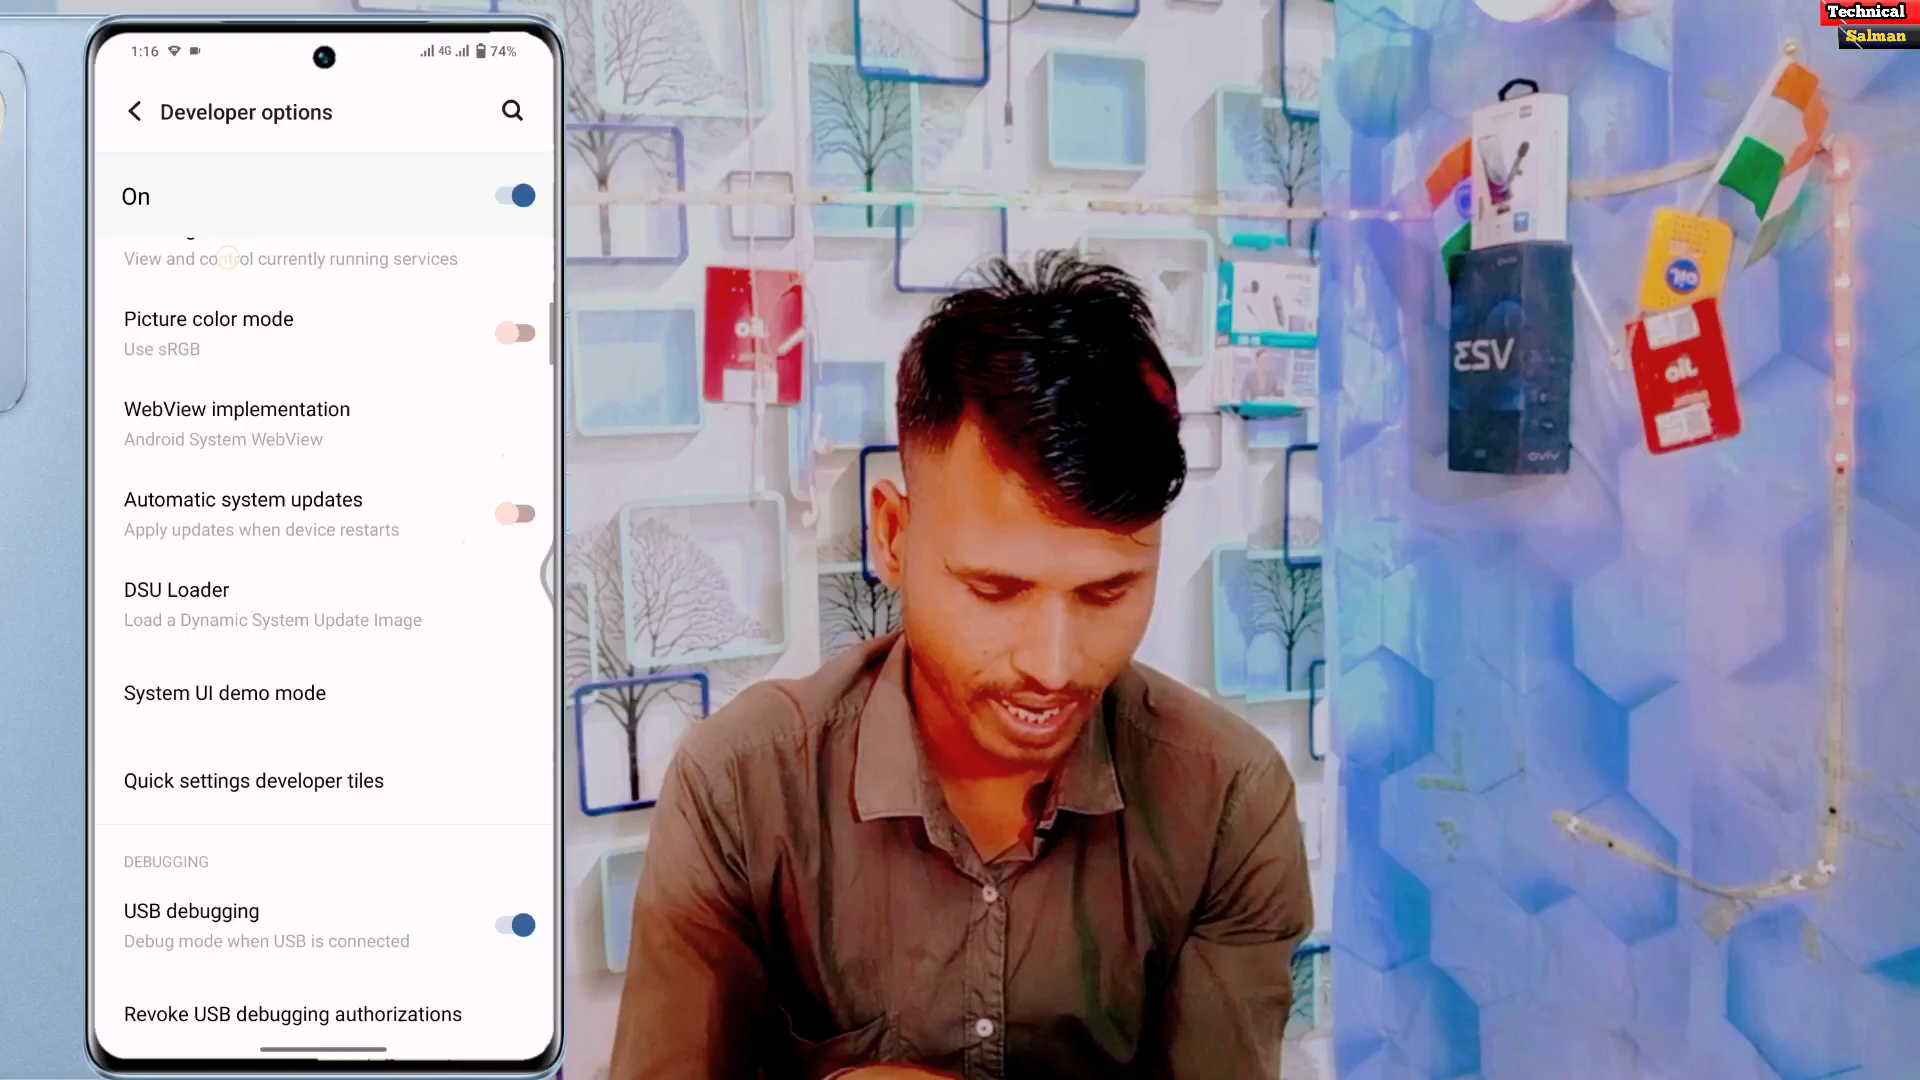 Technical
Salman
1:16
4G
74%
Developer options
On
View and control currently running services
Picture color mode
Use sRGB
WebView implementation
Android System WebView
Automatic system updates
Apply updates when device restarts
DSU Loader
Load a Dynamic System Update Image
System UI demo mode
Quick settings developer tiles
DEBUGGING
USB debugging
Debug mode when USB is connected
Revoke USB debugging authorizations
V23
vivo